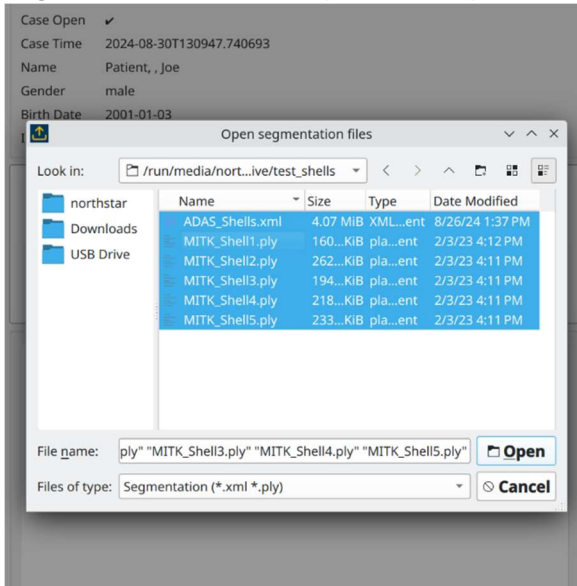 Case Open ✔
Case Time 2024-08-30T130947.740693
Name Patient, , Joe
Gender male
Birth Date 2001-01-03
Open segmentation files
Look in: /run/media/nort...ive/test_shells
northstar
Downloads
USB Drive
Name Size Type Date Modified
ADAS_Shells.xml 4.07 MiB XML...ent 8/26/24 1:37 PM
MITK_Shell1.ply 160...KiB pla...ent 2/3/23 4:12 PM
MITK_Shell2.ply 262...KiB pla...ent 2/3/23 4:11 PM
MITK_Shell3.ply 194...KiB pla...ent 2/3/23 4:11 PM
MITK_Shell4.ply 218...KiB pla...ent 2/3/23 4:11 PM
MITK_Shell5.ply 233...KiB pla...ent 2/3/23 4:11 PM
File name: ply" "MITK_Shell3.ply" "MITK_Shell4.ply" "MITK_Shell5.ply" Open
Files of type: Segmentation (*.xml *.ply) Cancel